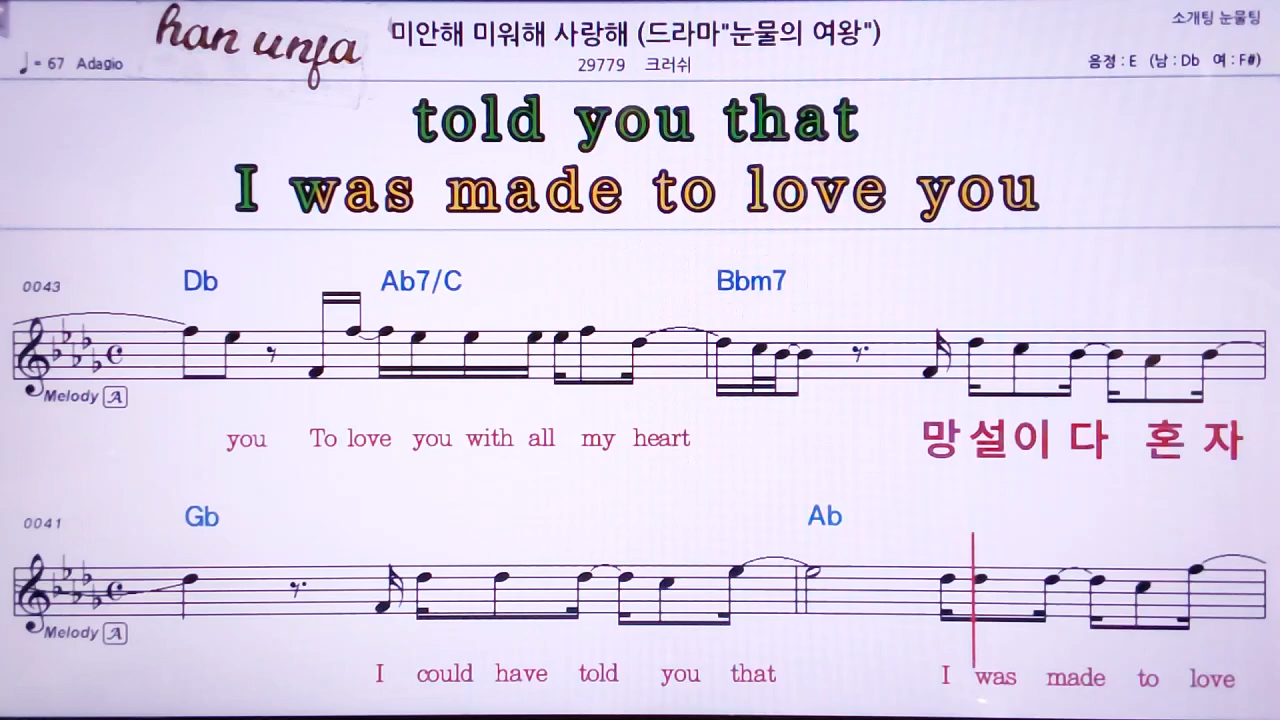 han unfa
미안해 미워해 사랑해 (드라마"눈물의 여왕")
소개팅 눈물팅
♩= 67 Adagio
29779 크러쉬
음정 : E (남 : Db 여 : F#)
told you that
I was made to love you
0043
Db Ab7/C Bbm7
Melody A
you To love you with all my heart 망설이다 혼자
0041
Gb Ab
Melody A
I could have told you that I was made to love